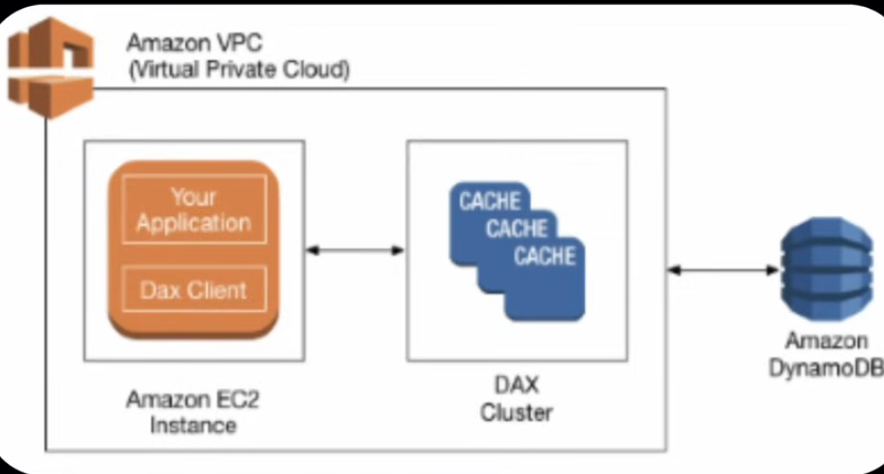 Amazon VPC
(Virtual Private Cloud)
Your
Application
Dax Client
Amazon EC2
Instance
CACHE
CACHE
CACHE
DAX
Cluster
Amazon
DynamoDB